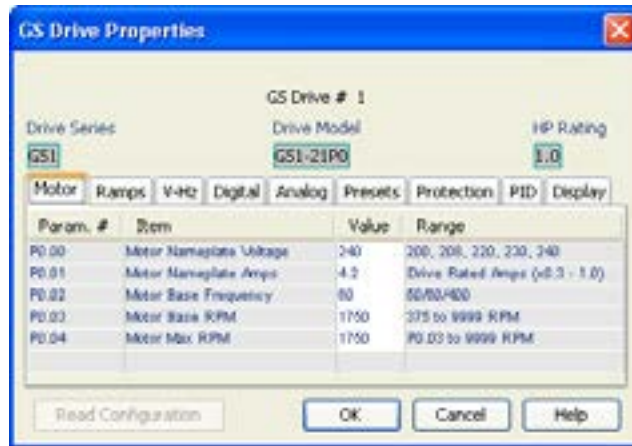 GS Drive Properties
GS Drive # 1
Drive Series Drive Model HP Rating
GS1 GS1-21P0 1.0
Motor Ramps V-Hz Digital Analog Presets Protection PID Display
Param. # Item Value Range
P0.00 Motor Nameplate Voltage 240 200, 208, 220, 230, 240
P0.01 Motor Nameplate Amps 4.2 Drive Rated Amps (x0.3 - 1.0)
P0.02 Motor Base Frequency 60 50/60/400
P0.03 Motor Base RPM 1750 375 to 9999 RPM
P0.04 Motor Max RPM 1750 P0.03 to 9999 RPM
Read Configuration OK Cancel Help